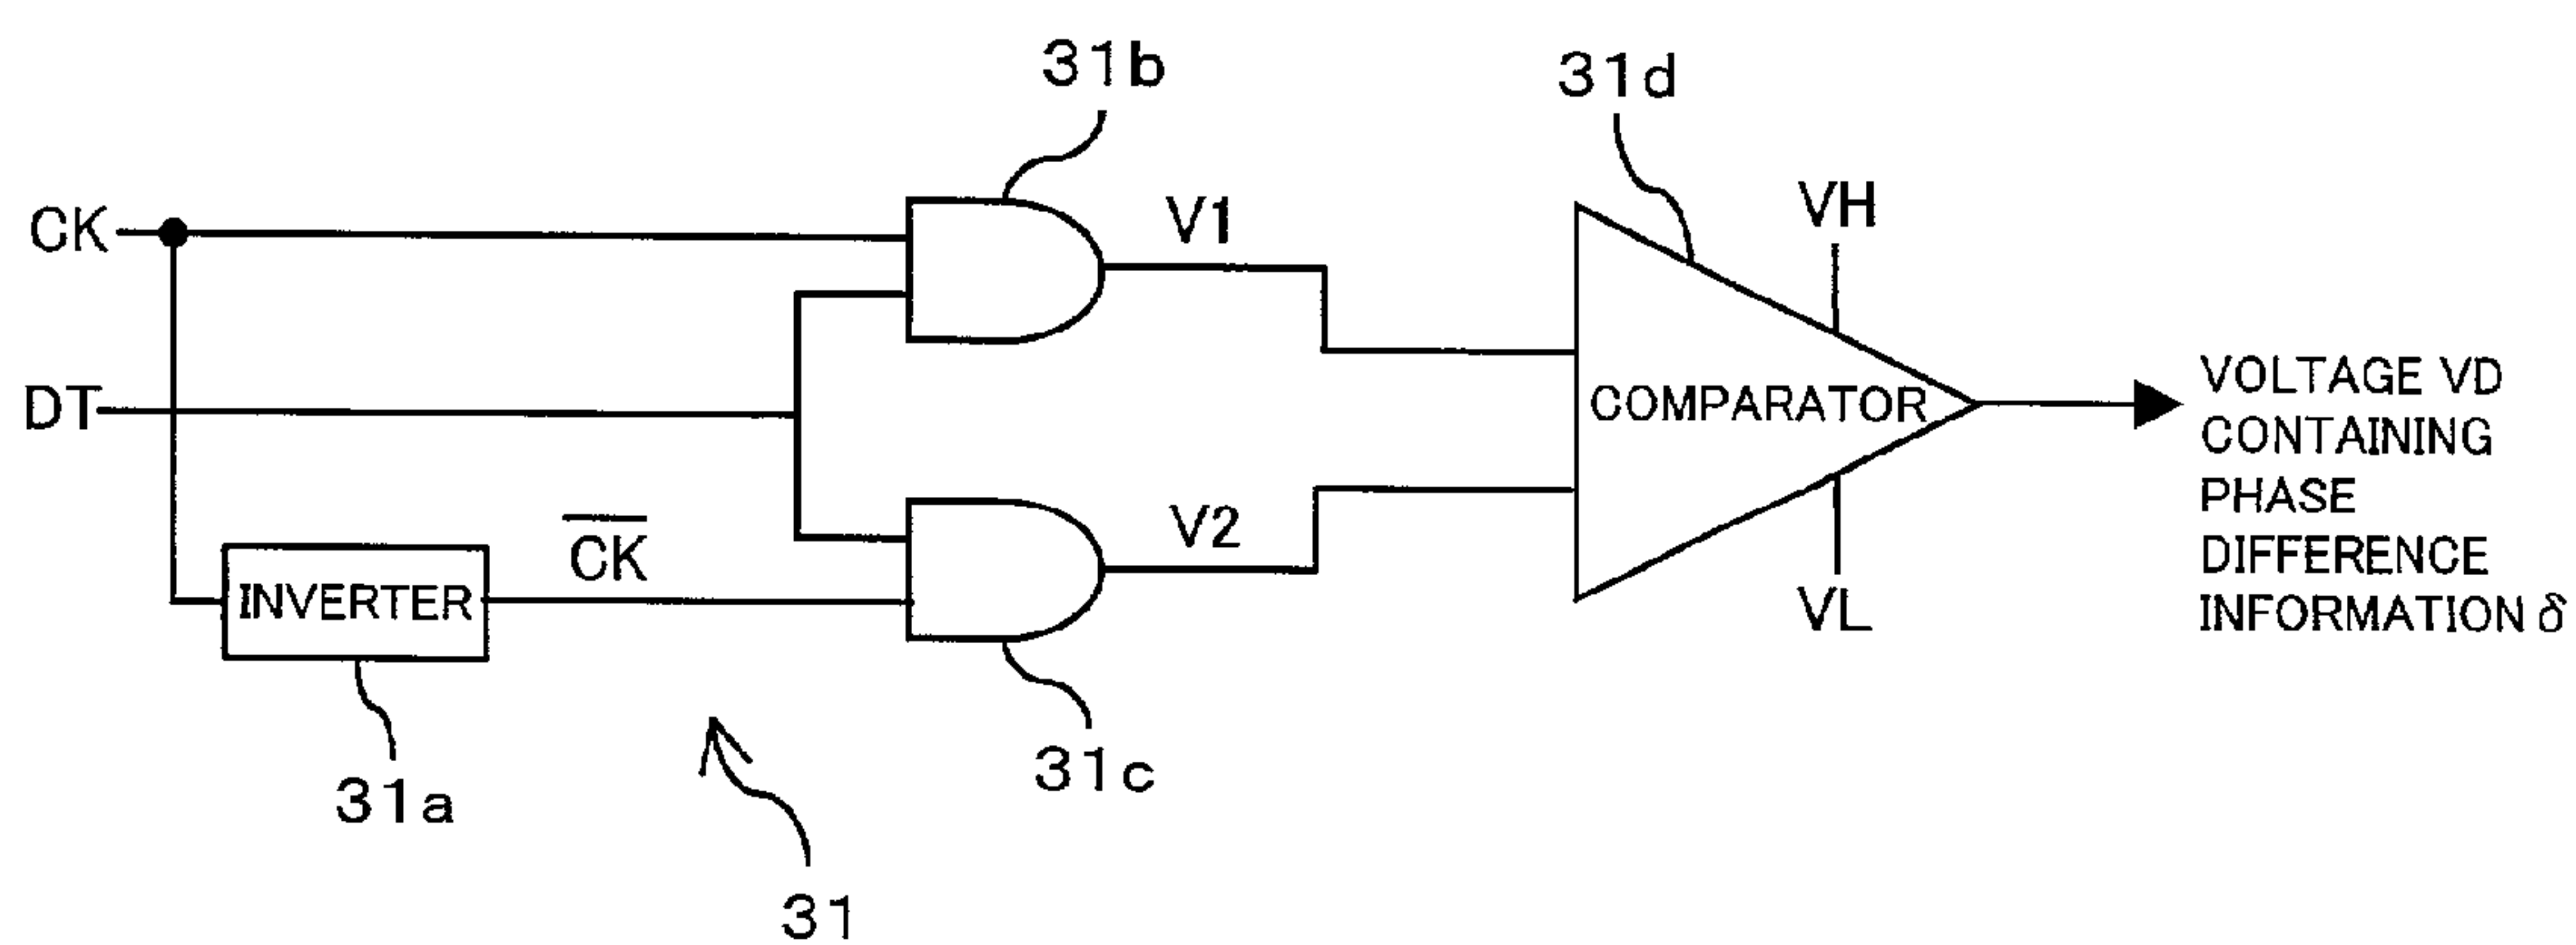 31b
31d
CK
V1
VH
DT
COMPARATOR
VOLTAGE VD
CONTAINING
PHASE
DIFFERENCE
INFORMATION δ
INVERTER
C̅K̅
V2
VL
31a
31c
31